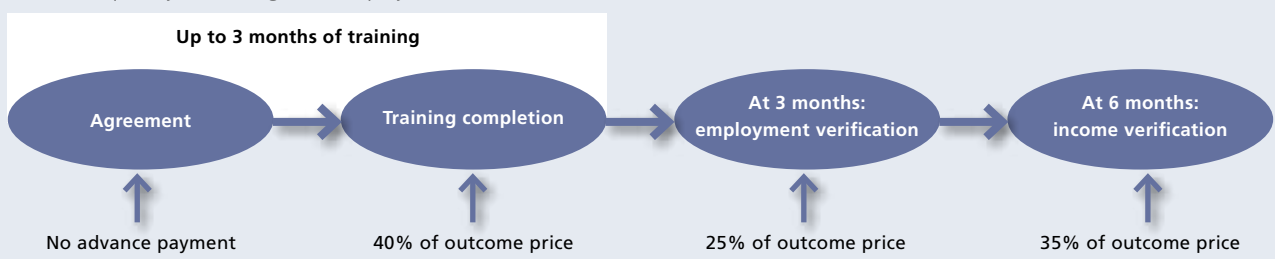 Up to 3 months of training
Agreement
Training completion
At 3 months:
employment verification
At 6 months:
income verification
No advance payment
40% of outcome price
25% of outcome price
35% of outcome price